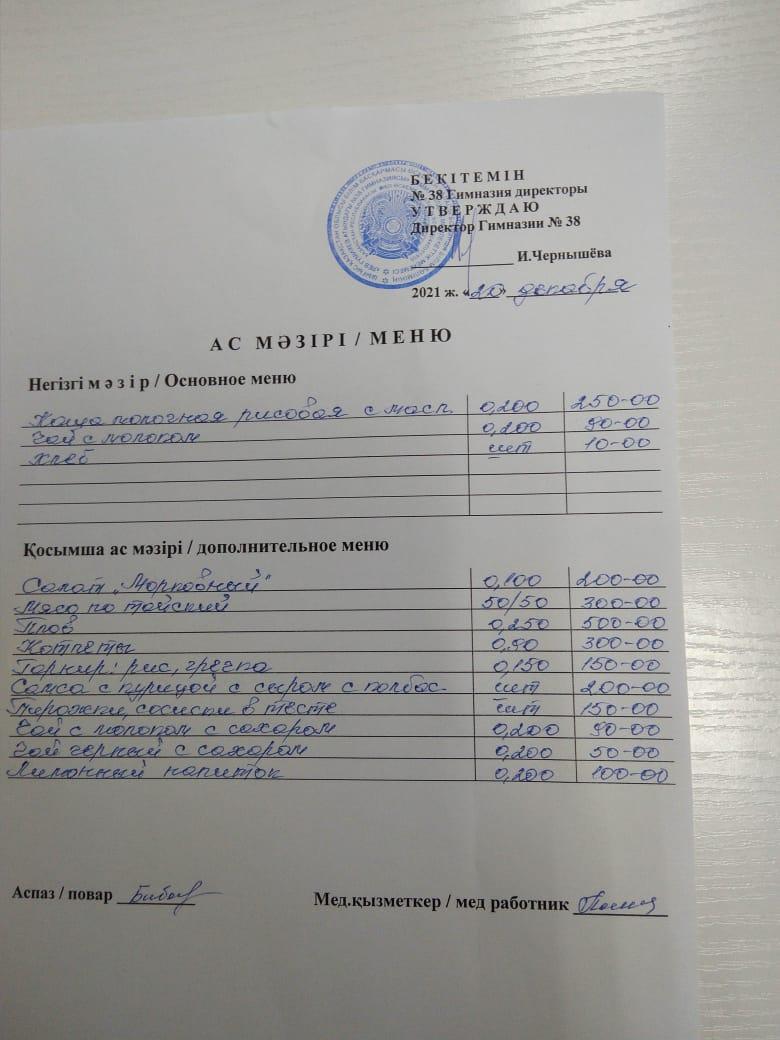 БЕКІТЕМІН
№ 38 Гимназия директоры
УТВЕРЖДАЮ
Директор Гимназии № 38
И.Чернышёва
2021 ж. «20» декабря
АС МӘЗІРІ / МЕНЮ
Негізгі мәзір / Основное меню
Каша молочная рисовая с масл. 0,200 250-00
Чай с молоком 0,200 90-00
Хлеб шт 10-00
Қосымша ас мәзірі / дополнительное меню
Салат "Морковный" 0,100 200-00
Мясо по тайский 50/50 300-00
Плов 0,250 500-00
Котлеты 0,90 300-00
Гарнир: рис, гречка 0,150 150-00
Самса с курицой с сыром с колбас. шт 200-00
Пирожки, сосиски в тесте шт 150-00
Чай с молоком с сахаром 0,200 90-00
Чай черный с сахаром 0,200 50-00
Лимонный напиток 0,200 100-00
Аспаз / повар
Мед.қызметкер / мед работник